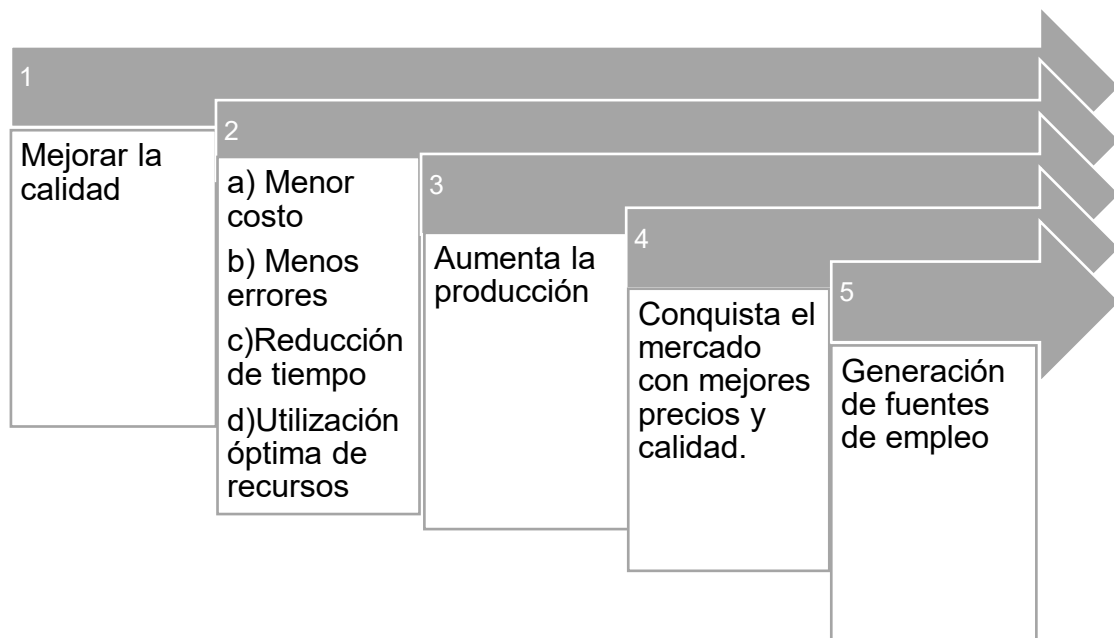 1
Mejorar la
calidad
2
a) Menor
costo
b) Menos
errores
c)Reducción
de tiempo
d)Utilización
óptima de
recursos
3
Aumenta la
producción
4
Conquista el
mercado
con mejores
precios y
calidad.
5
Generación
de fuentes
de empleo